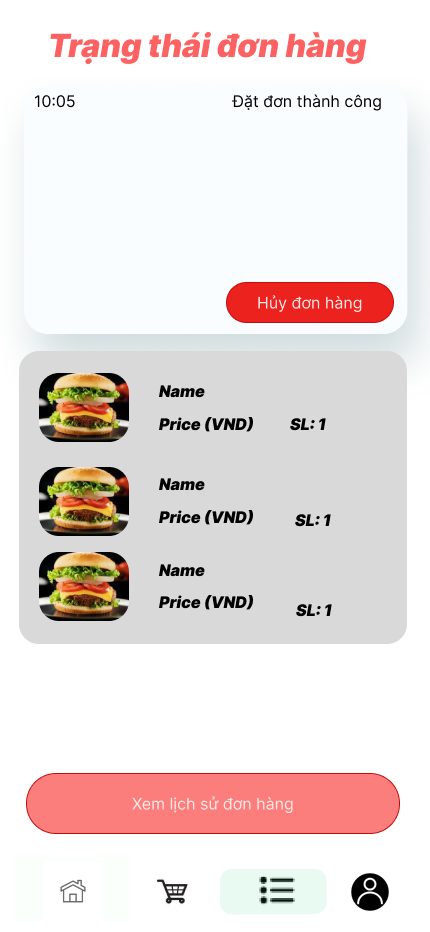 Trạng thái đơn hàng
10:05 Đặt đơn thành công
Hủy đơn hàng
Name
Price (VND) SL: 1
Name
Price (VND) SL: 1
Name
Price (VND) SL: 1
Xem lịch sử đơn hàng